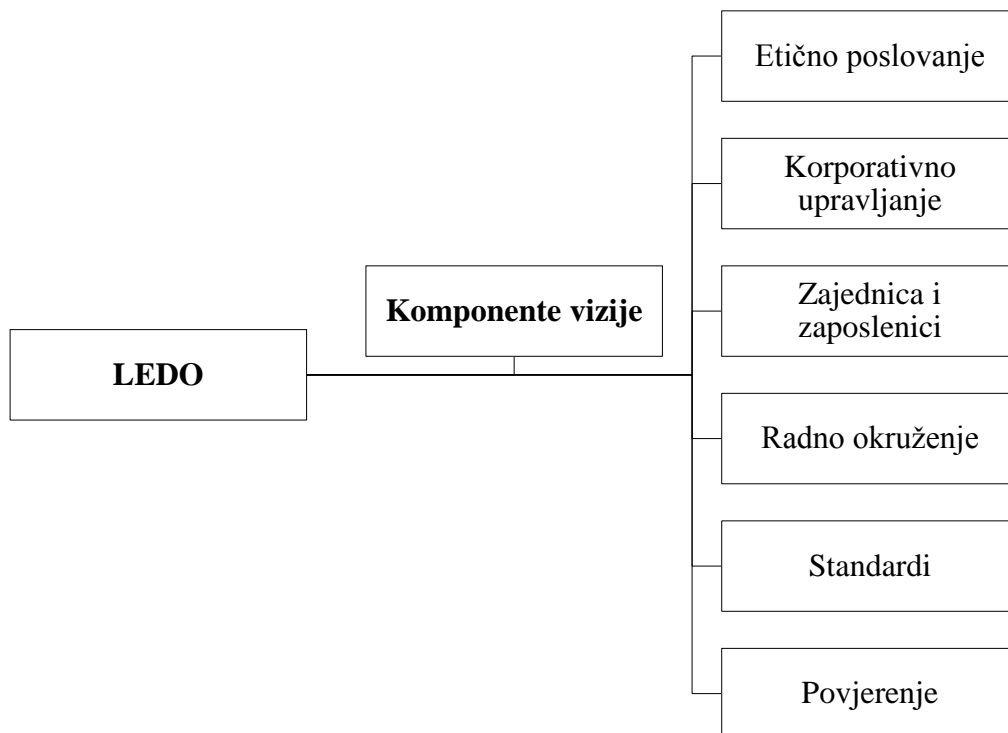 LEDO
Komponente vizije
Etično poslovanje
Korporativno
upravljanje
Zajednica i
zaposlenici
Radno okruženje
Standardi
Povjerenje